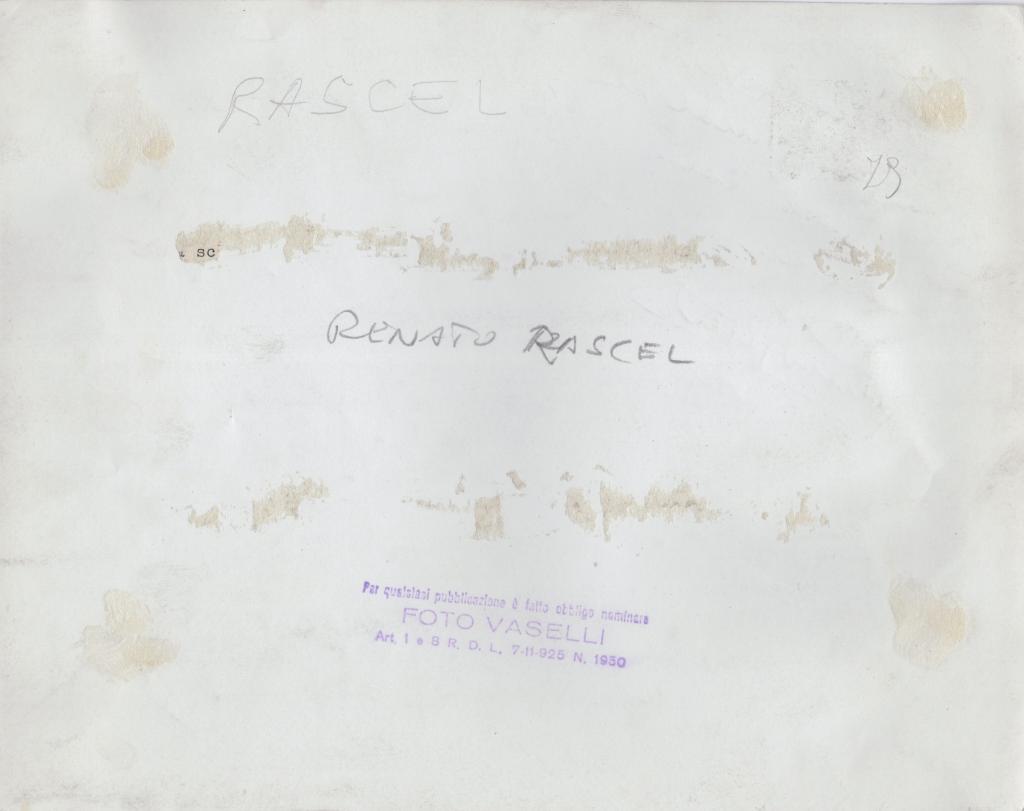 RASCEL
79
sc
RENATO RASCEL
Per qualsiasi pubblicazione è fatto obbligo nominare
FOTO VASELLI
Art. 1 e 8 R. D. L. 7-11-925 N. 1950